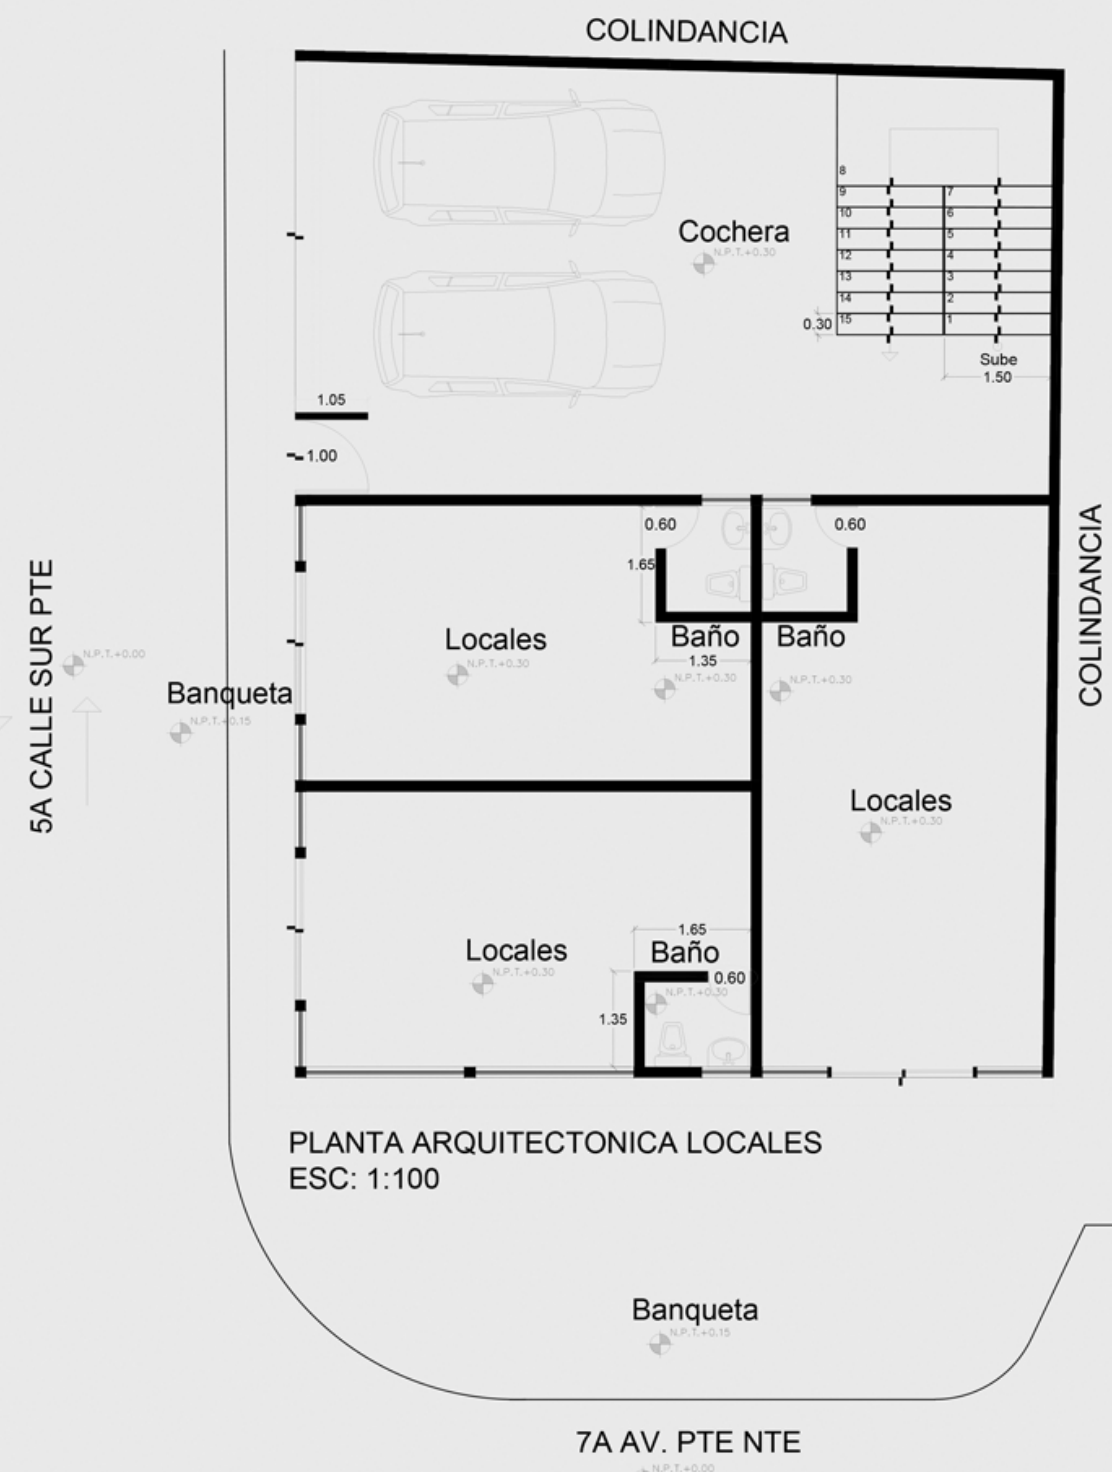 COLINDANCIA
8
9
7
10
6
11
5
12
4
13
3
14
2
15
1
Cochera
N.P.T.+0.30
0.30
Sube
1.50
1.05
1.00
0.60
0.60
1.65
COLINDANCIA
5A CALLE SUR PTE
N.P.T.+0.00
Locales
N.P.T.+0.30
Baño
Baño
1.35
N.P.T.+0.30
N.P.T.+0.30
Banqueta
N.P.T.+0.15
Locales
N.P.T.+0.30
1.65
Locales
N.P.T.+0.30
Baño
0.60
N.P.T.+0.30
1.35
PLANTA ARQUITECTONICA LOCALES
ESC: 1:100
Banqueta
N.P.T.+0.15
7A AV. PTE NTE
N.P.T.+0.00